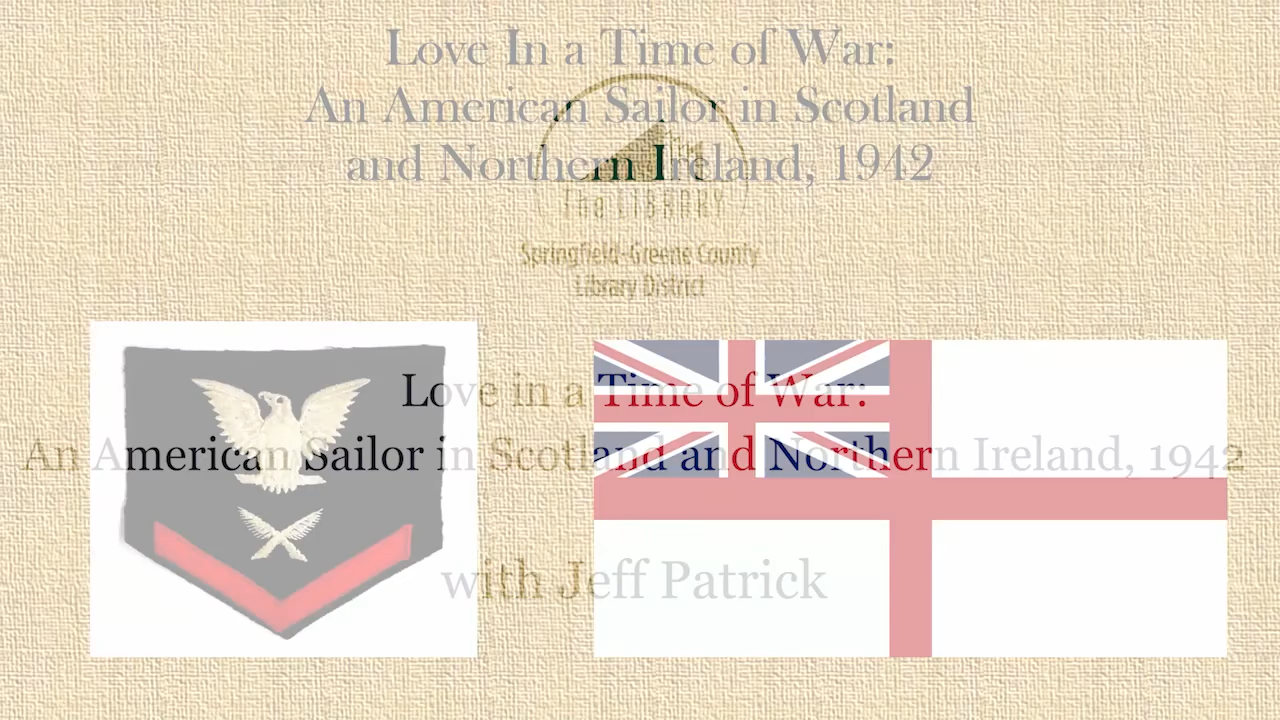 Love In a Time of War:
An American Sailor in Scotland
and Northern Ireland, 1942
The LIBRARY
Springfield-Greene County
Library District
Love in a Time of War:
An American Sailor in Scotland and Northern Ireland, 1942
with Jeff Patrick